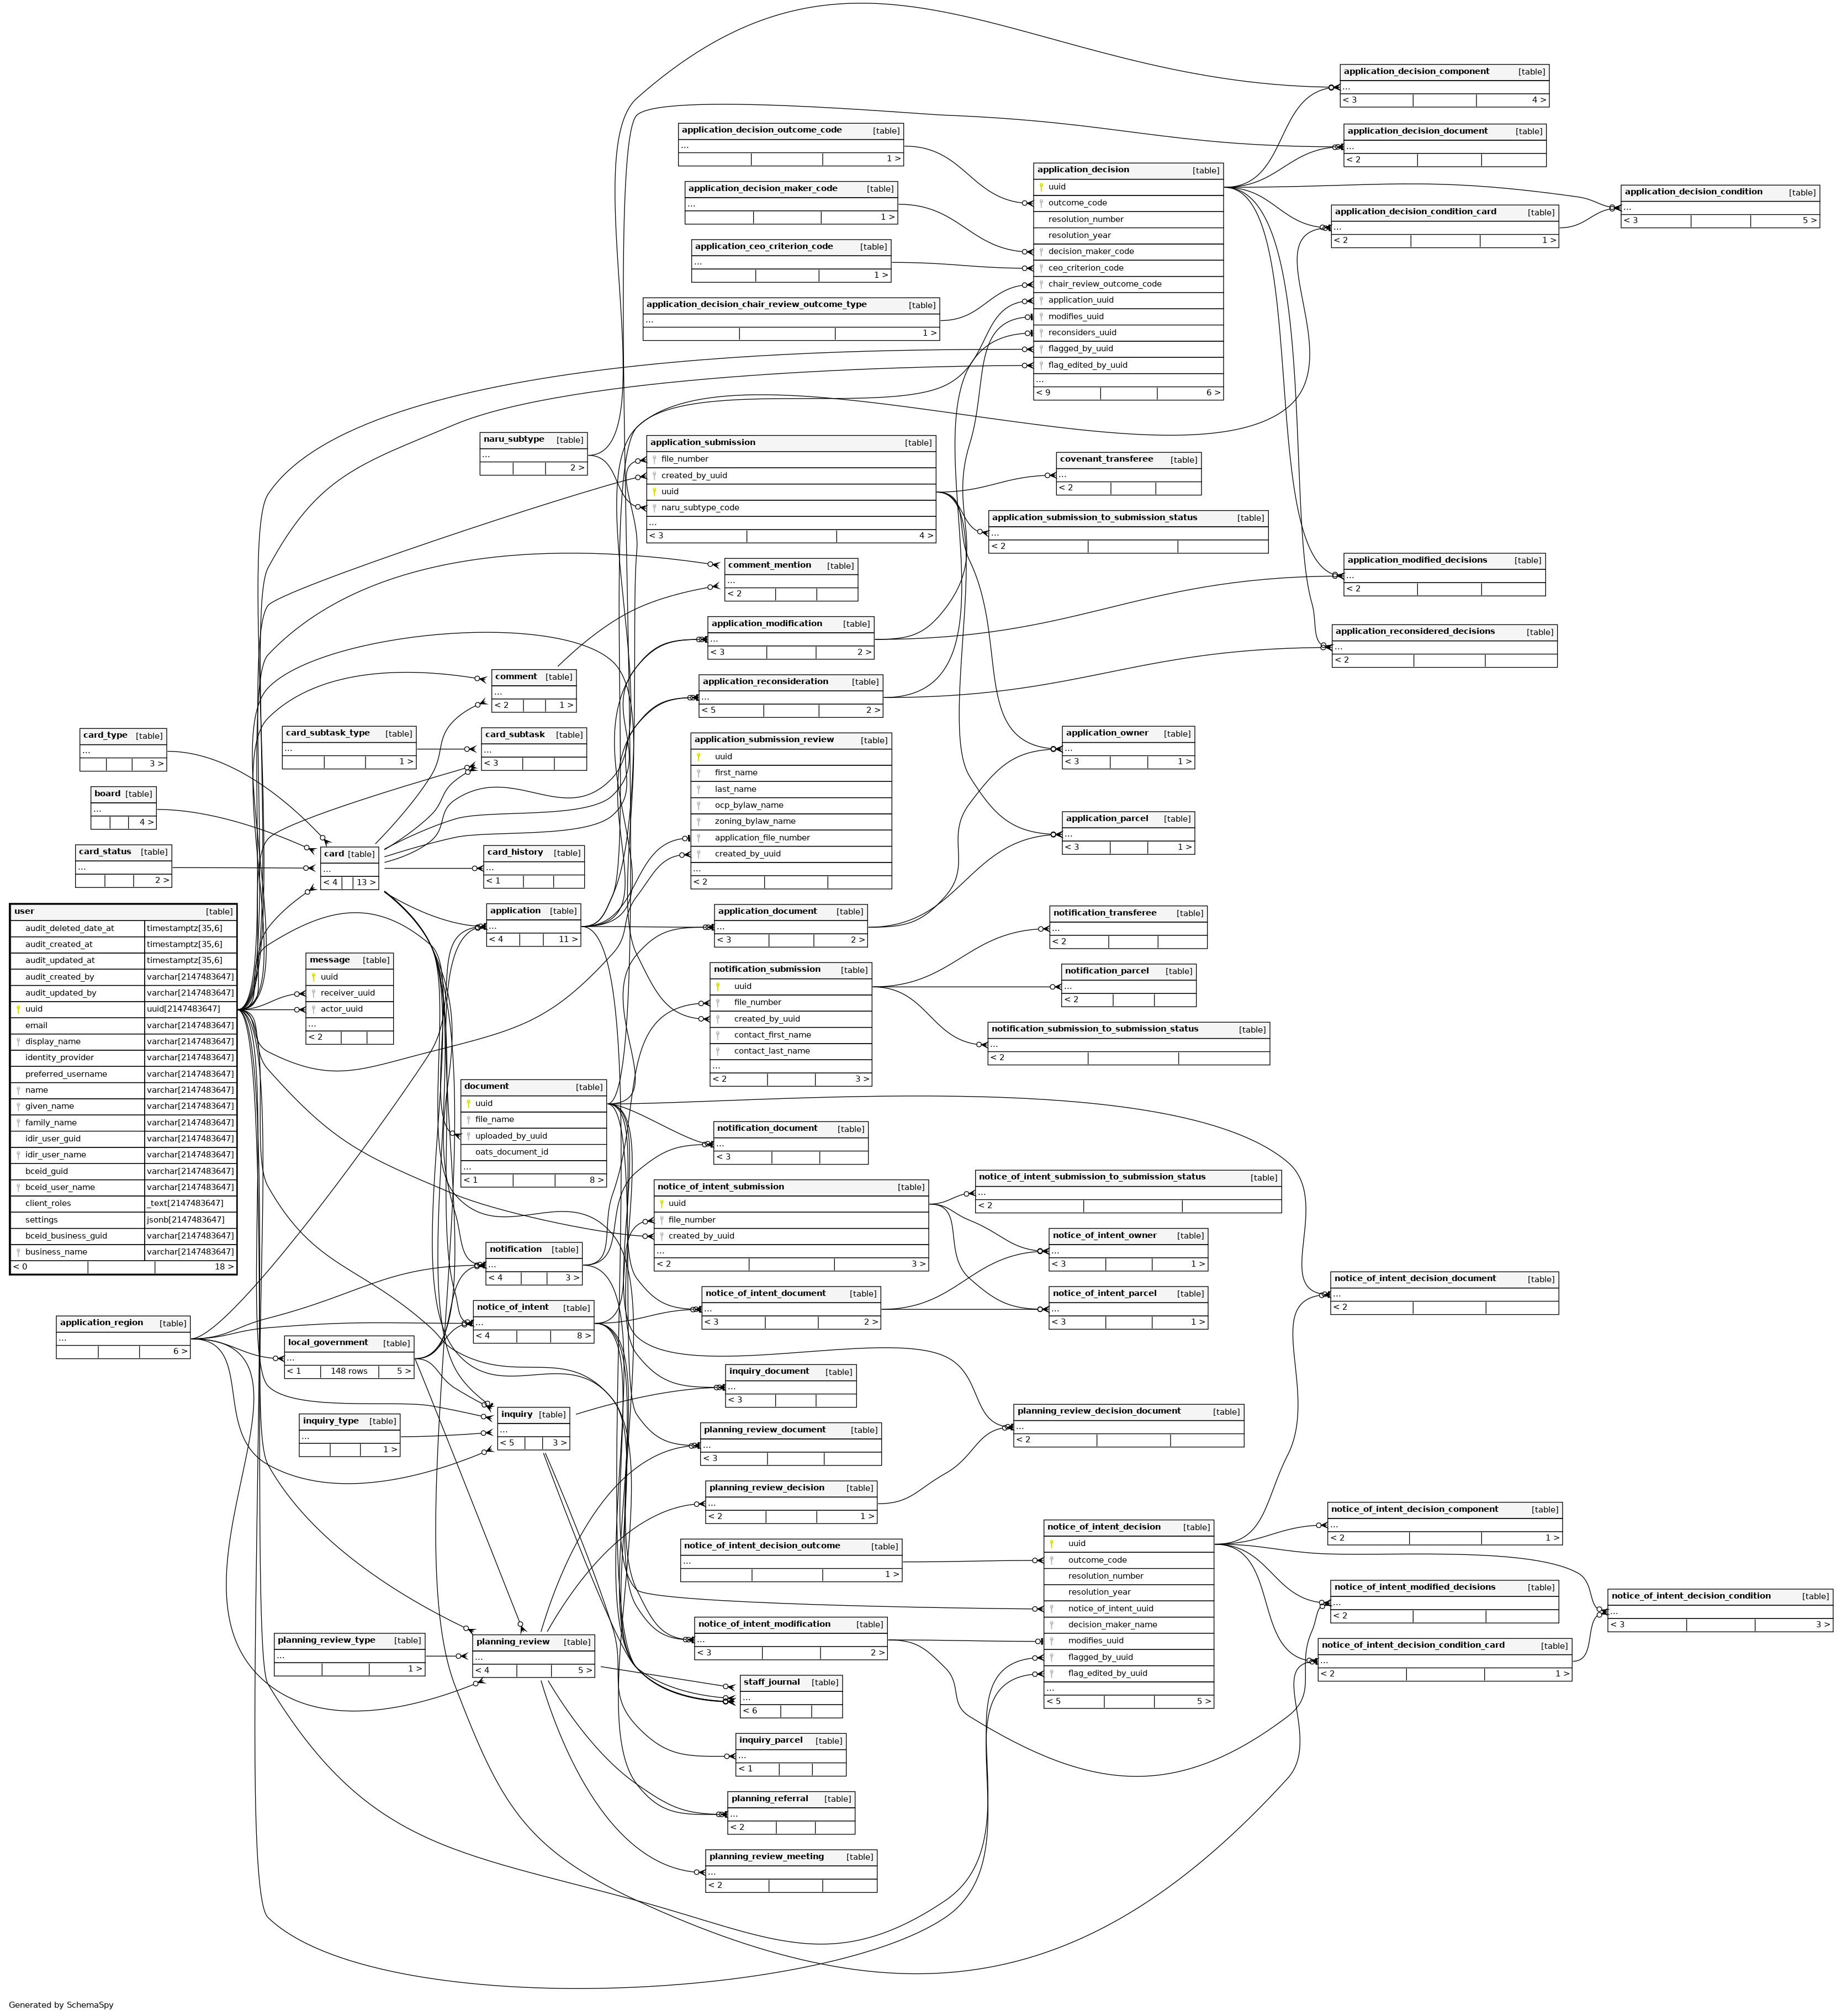 application_decision_component [table]
...
< 3 4 >
application_decision_document [table]
...
< 2
application_decision_outcome_code [table]
...
1 >
application_decision [table]
uuid
outcome_code
resolution_number
resolution_year
decision_maker_code
ceo_criterion_code
chair_review_outcome_code
application_uuid
modifies_uuid
reconsiders_uuid
flagged_by_uuid
flag_edited_by_uuid
...
< 9 6 >
application_decision_maker_code [table]
...
1 >
application_decision_condition [table]
...
< 3 5 >
application_decision_condition_card [table]
...
< 2 1 >
application_ceo_criterion_code [table]
...
1 >
application_decision_chair_review_outcome_type [table]
...
1 >
naru_subtype [table]
...
2 >
application_submission [table]
file_number
created_by_uuid
uuid
naru_subtype_code
...
< 3 4 >
covenant_transferee [table]
...
< 2
application_submission_to_submission_status [table]
...
< 2
comment_mention [table]
...
< 2
application_modified_decisions [table]
...
< 2
application_modification [table]
...
< 3 2 >
application_reconsidered_decisions [table]
...
< 2
comment [table]
...
< 2 1 >
application_reconsideration [table]
...
< 5 2 >
card_type [table]
...
3 >
card_subtask_type [table]
...
1 >
card_subtask [table]
...
< 3
application_submission_review [table]
uuid
first_name
last_name
ocp_bylaw_name
zoning_bylaw_name
application_file_number
created_by_uuid
...
< 2
application_owner [table]
...
< 3 1 >
board [table]
...
4 >
application_parcel [table]
...
< 3 1 >
card_status [table]
...
2 >
card [table]
...
< 4 13 >
card_history [table]
...
< 1
user [table]
audit_deleted_date_at timestamptz[35,6]
audit_created_at timestamptz[35,6]
audit_updated_at timestamptz[35,6]
audit_created_by varchar[2147483647]
audit_updated_by varchar[2147483647]
uuid uuid[2147483647]
email varchar[2147483647]
display_name varchar[2147483647]
identity_provider varchar[2147483647]
preferred_username varchar[2147483647]
name varchar[2147483647]
given_name varchar[2147483647]
family_name varchar[2147483647]
idir_user_guid varchar[2147483647]
idir_user_name varchar[2147483647]
bceid_guid varchar[2147483647]
bceid_user_name varchar[2147483647]
client_roles _text[2147483647]
settings jsonb[2147483647]
bceid_business_guid varchar[2147483647]
business_name varchar[2147483647]
< 0 18 >
application [table]
...
< 4 11 >
application_document [table]
...
< 3 2 >
notification_transferee [table]
...
< 2
message [table]
uuid
receiver_uuid
actor_uuid
...
< 2
notification_submission [table]
uuid
file_number
created_by_uuid
contact_first_name
contact_last_name
...
< 2 3 >
notification_parcel [table]
...
< 2
notification_submission_to_submission_status [table]
...
< 2
document [table]
uuid
file_name
uploaded_by_uuid
oats_document_id
...
< 1 8 >
notification_document [table]
...
< 3
notice_of_intent_submission [table]
uuid
file_number
created_by_uuid
...
< 2 3 >
notice_of_intent_submission_to_submission_status [table]
...
< 2
notice_of_intent_owner [table]
...
< 3 1 >
notification [table]
...
< 4 3 >
notice_of_intent_decision_document [table]
...
< 2
notice_of_intent_document [table]
...
< 3 2 >
notice_of_intent_parcel [table]
...
< 3 1 >
notice_of_intent [table]
...
< 4 8 >
application_region [table]
...
6 >
local_government [table]
...
< 1 148 rows 5 >
inquiry_document [table]
...
< 3
inquiry_type [table]
...
1 >
inquiry [table]
...
< 5 3 >
planning_review_document [table]
...
< 3
planning_review_decision_document [table]
...
< 2
planning_review_decision [table]
...
< 2 1 >
notice_of_intent_decision_component [table]
...
< 2 1 >
notice_of_intent_decision_outcome [table]
...
1 >
notice_of_intent_decision [table]
uuid
outcome_code
resolution_number
resolution_year
notice_of_intent_uuid
decision_maker_name
modifies_uuid
flagged_by_uuid
flag_edited_by_uuid
...
< 5 5 >
notice_of_intent_modified_decisions [table]
...
< 2
notice_of_intent_decision_condition [table]
...
< 3 3 >
notice_of_intent_modification [table]
...
< 3 2 >
notice_of_intent_decision_condition_card [table]
...
< 2 1 >
planning_review_type [table]
...
1 >
planning_review [table]
...
< 4 5 >
staff_journal [table]
...
< 6
inquiry_parcel [table]
...
< 1
planning_referral [table]
...
< 2
planning_review_meeting [table]
...
< 2
Generated by SchemaSpy